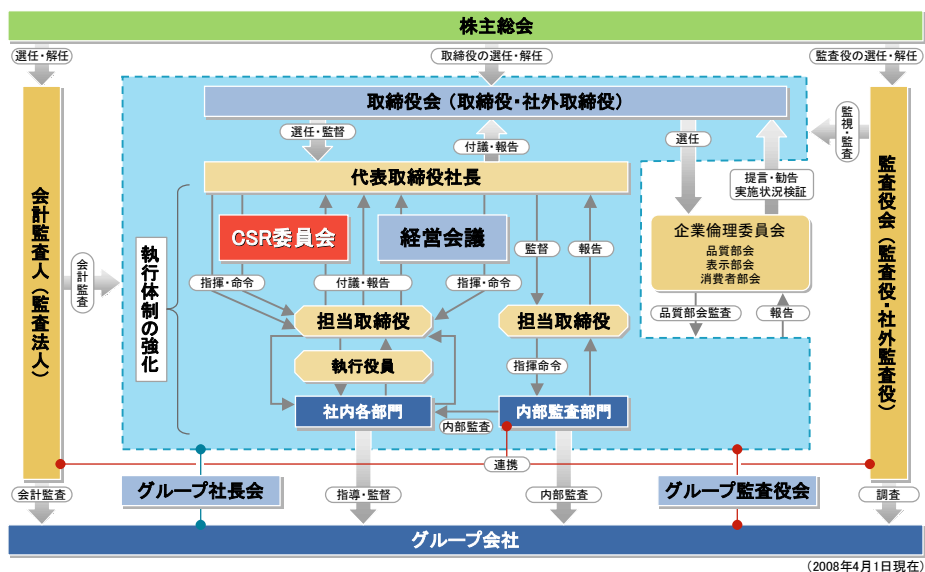 株主総会
選任・解任
取締役の選任・解任
監査役の選任・解任
取締役会（取締役・社外取締役）
選任・監督
付議・報告
選任
監視・監査
提言・勧告
実施状況検証
代表取締役社長
会計監査人（監査法人）
監査役会（監査役・社外監査役）
会計監査
執行体制の強化
CSR委員会
経営会議
監督
報告
企業倫理委員会
品質部会
表示部会
消費者部会
指揮・命令
付議・報告
指揮・命令
担当取締役
担当取締役
品質部会監査
報告
執行役員
指揮命令
社内各部門
内部監査
内部監査部門
連携
グループ社長会
グループ監査役会
会計監査
指導・監督
内部監査
調査
グループ会社
（2008年4月1日現在）